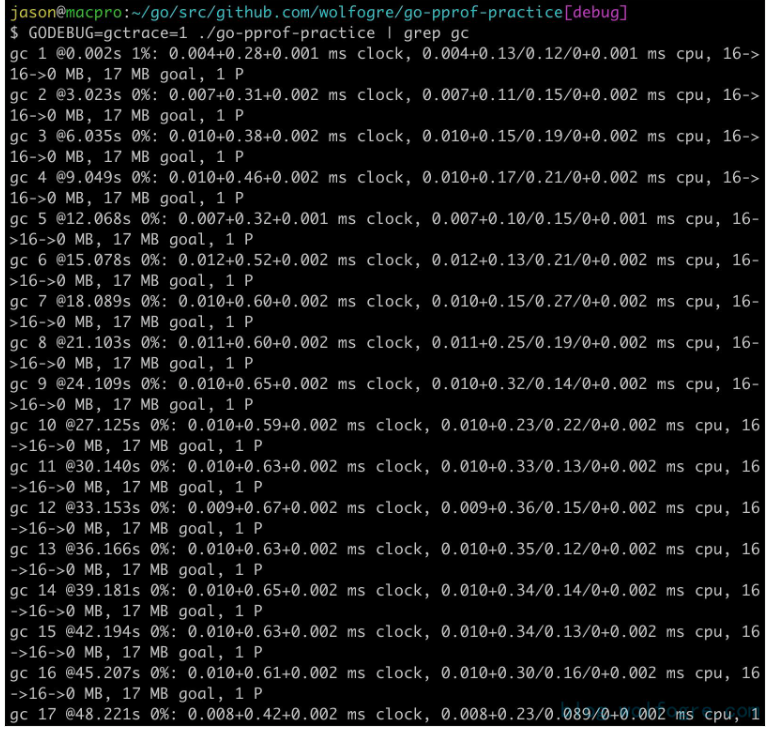 jason@macpro:~/go/src/github.com/wolfogre/go-pprof-practice[debug]
$ GODEBUG=gctrace=1 ./go-pprof-practice | grep gc
gc 1 @0.002s 1%: 0.004+0.28+0.001 ms clock, 0.004+0.13/0.12/0+0.001 ms cpu, 16->
16->0 MB, 17 MB goal, 1 P
gc 2 @3.023s 0%: 0.007+0.31+0.002 ms clock, 0.007+0.11/0.15/0+0.002 ms cpu, 16->
16->0 MB, 17 MB goal, 1 P
gc 3 @6.035s 0%: 0.010+0.38+0.002 ms clock, 0.010+0.15/0.19/0+0.002 ms cpu, 16->
16->0 MB, 17 MB goal, 1 P
gc 4 @9.049s 0%: 0.010+0.46+0.002 ms clock, 0.010+0.17/0.21/0+0.002 ms cpu, 16->
16->0 MB, 17 MB goal, 1 P
gc 5 @12.068s 0%: 0.007+0.32+0.001 ms clock, 0.007+0.10/0.15/0+0.001 ms cpu, 16-
>16->0 MB, 17 MB goal, 1 P
gc 6 @15.078s 0%: 0.012+0.52+0.002 ms clock, 0.012+0.13/0.21/0+0.002 ms cpu, 16-
>16->0 MB, 17 MB goal, 1 P
gc 7 @18.089s 0%: 0.010+0.60+0.002 ms clock, 0.010+0.15/0.27/0+0.002 ms cpu, 16-
>16->0 MB, 17 MB goal, 1 P
gc 8 @21.103s 0%: 0.011+0.60+0.002 ms clock, 0.011+0.25/0.19/0+0.002 ms cpu, 16-
>16->0 MB, 17 MB goal, 1 P
gc 9 @24.109s 0%: 0.010+0.65+0.002 ms clock, 0.010+0.32/0.14/0+0.002 ms cpu, 16-
>16->0 MB, 17 MB goal, 1 P
gc 10 @27.125s 0%: 0.010+0.59+0.002 ms clock, 0.010+0.23/0.22/0+0.002 ms cpu, 16
->16->0 MB, 17 MB goal, 1 P
gc 11 @30.140s 0%: 0.010+0.63+0.002 ms clock, 0.010+0.33/0.13/0+0.002 ms cpu, 16
->16->0 MB, 17 MB goal, 1 P
gc 12 @33.153s 0%: 0.009+0.67+0.002 ms clock, 0.009+0.36/0.15/0+0.002 ms cpu, 16
->16->0 MB, 17 MB goal, 1 P
gc 13 @36.166s 0%: 0.010+0.63+0.002 ms clock, 0.010+0.35/0.12/0+0.002 ms cpu, 16
->16->0 MB, 17 MB goal, 1 P
gc 14 @39.181s 0%: 0.010+0.65+0.002 ms clock, 0.010+0.34/0.14/0+0.002 ms cpu, 16
->16->0 MB, 17 MB goal, 1 P
gc 15 @42.194s 0%: 0.010+0.63+0.002 ms clock, 0.010+0.34/0.13/0+0.002 ms cpu, 16
->16->0 MB, 17 MB goal, 1 P
gc 16 @45.207s 0%: 0.010+0.61+0.002 ms clock, 0.010+0.30/0.16/0+0.002 ms cpu, 16
->16->0 MB, 17 MB goal, 1 P
gc 17 @48.221s 0%: 0.008+0.42+0.002 ms clock, 0.008+0.23/0.089/0+0.002 ms cpu, 1
blog.wolfogre.com